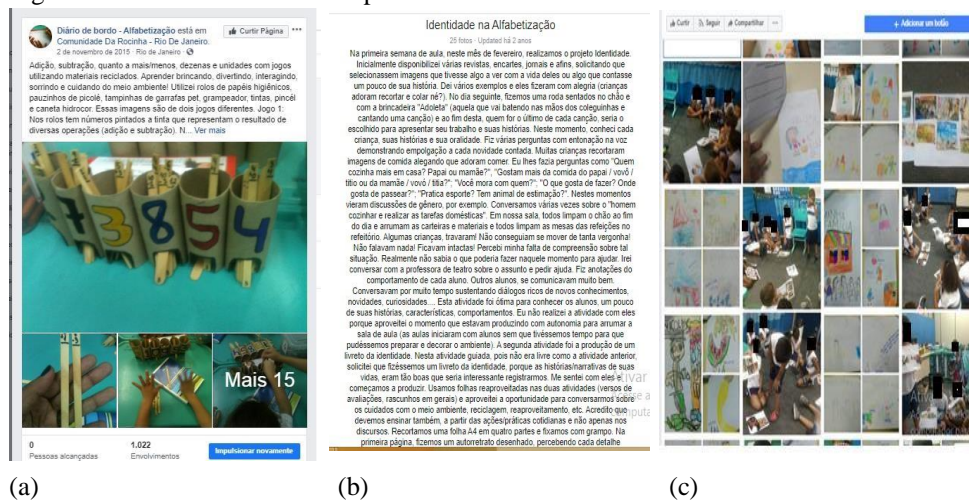 Diário de bordo - Alfabetização está em
Comunidade Da Rocinha - Rio De Janeiro.
2 de novembro de 2015 · Rio de Janeiro ·
Curtir Página
Adição, subtração, quanto a mais/menos, dezenas e unidades com jogos
utilizando materiais reciclados. Aprender brincando, divertindo, interagindo,
sorrindo e cuidando do meio ambiente! Utilizei rolos de papéis higiênicos,
pauzinhos de picolé, tampinhas de garrafas pet, grampeador, tintas, pincél
e caneta hidrocor. Essas imagens são de dois jogos diferentes. Jogo 1:
Nos rolos tem números pintados a tinta que representam o resultado de
diversas operações (adição e subtração). N... Ver mais
7 3 8 5 4
Mais 15
0
Pessoas alcançadas
1.022
Envolvimentos
Impulsionar novamente
(a)
Identidade na Alfabetização
25 fotos · Updated há 2 anos
Na primeira semana de aula, neste mês de fevereiro, realizamos o projeto Identidade.
Inicialmente disponibilizei várias revistas, encartes, jornais e afins, solicitando que
selecionassem imagens que tivesse algo a ver com a vida deles ou algo que contasse
um pouco de sua história. Dei vários exemplos e eles fizeram com alegria (crianças
adoram recortar e colar né?). No dia seguinte, fizemos uma roda sentados no chão e
com a brincadeira "Adoleta" (aquela que vai batendo nas mãos dos coleguinhas e
cantando uma canção) e ao fim desta, quem for o último de cada canção, seria o
escolhido para apresentar seu trabalho e suas histórias. Neste momento, conheci cada
criança, suas histórias e sua oralidade. Fiz várias perguntas com entonação na voz
demonstrando empolgação a cada novidade contada. Muitas crianças recortaram
imagens de comida alegando que adoram comer. Eu lhes fazia perguntas como "Quem
cozinha mais em casa? Papai ou mamãe?", "Gostam mais da comida do papai / vovô /
titio ou da mamãe / vovó / titia?"; "Você mora com quem?"; "O que gosta de fazer? Onde
gosta de passear?"; "Pratica esporte? Tem animal de estimação?". Nestes momentos
vieram discussões de gênero, por exemplo. Conversamos várias vezes sobre o "homem
cozinhar e realizar as tarefas domésticas". Em nossa sala, todos limpam o chão ao fim
do dia e arrumam as carteiras e materiais e todos limpam as mesas das refeições no
refeitório. Algumas crianças, travaram! Não conseguiam se mover de tanta vergonha!
Não falavam nada! Ficavam intactas! Percebi minha falta de compreensão sobre tal
situação. Realmente não sabia o que poderia fazer naquele momento para ajudar. Irei
conversar com a professora de teatro sobre o assunto e pedir ajuda. Fiz anotações do
comportamento de cada aluno. Outros alunos, se comunicavam muito bem.
Conversavam por muito tempo sustentando diálogos ricos de novos conhecimentos,
novidades, curiosidades... Esta atividade foi ótima para conhecer os alunos, um pouco
de suas histórias, características, comportamentos. Eu não realizei a atividade com eles
porque aproveitei o momento que estavam produzindo com autonomia para arrumar a
sala de aula (as aulas iniciaram com alunos sem que tivéssemos tempo para que
pudéssemos preparar e decorar o ambiente). A segunda atividade foi a produção de um
livreto da identidade. Nesta atividade guiada, pois não era livre como a atividade anterior,
solicitei que fizéssemos um livreto da identidade, porque as histórias/narrativas de suas
vidas, eram tão boas que seria interessante registrarmos. Me sentei com eles e
começamos a produzir. Usamos folhas reaproveitadas nas duas atividades (versos de
avaliações, rascunhos em gerais) e aproveitei a oportunidade para conversarmos sobre
os cuidados com o meio ambiente, reciclagem, reaproveitamento, etc. Acredito que
devemos ensinar também, a partir das ações/práticas cotidianas e não apenas nos
discursos. Recortamos uma folha A4 em quatro partes e fixamos com grampo. Na
primeira página, fizemos um autorretrato desenhado, percebendo cada detalhe
(b)
Curtir
Seguir
Compartilhar
+ Adicionar um botão
(c)